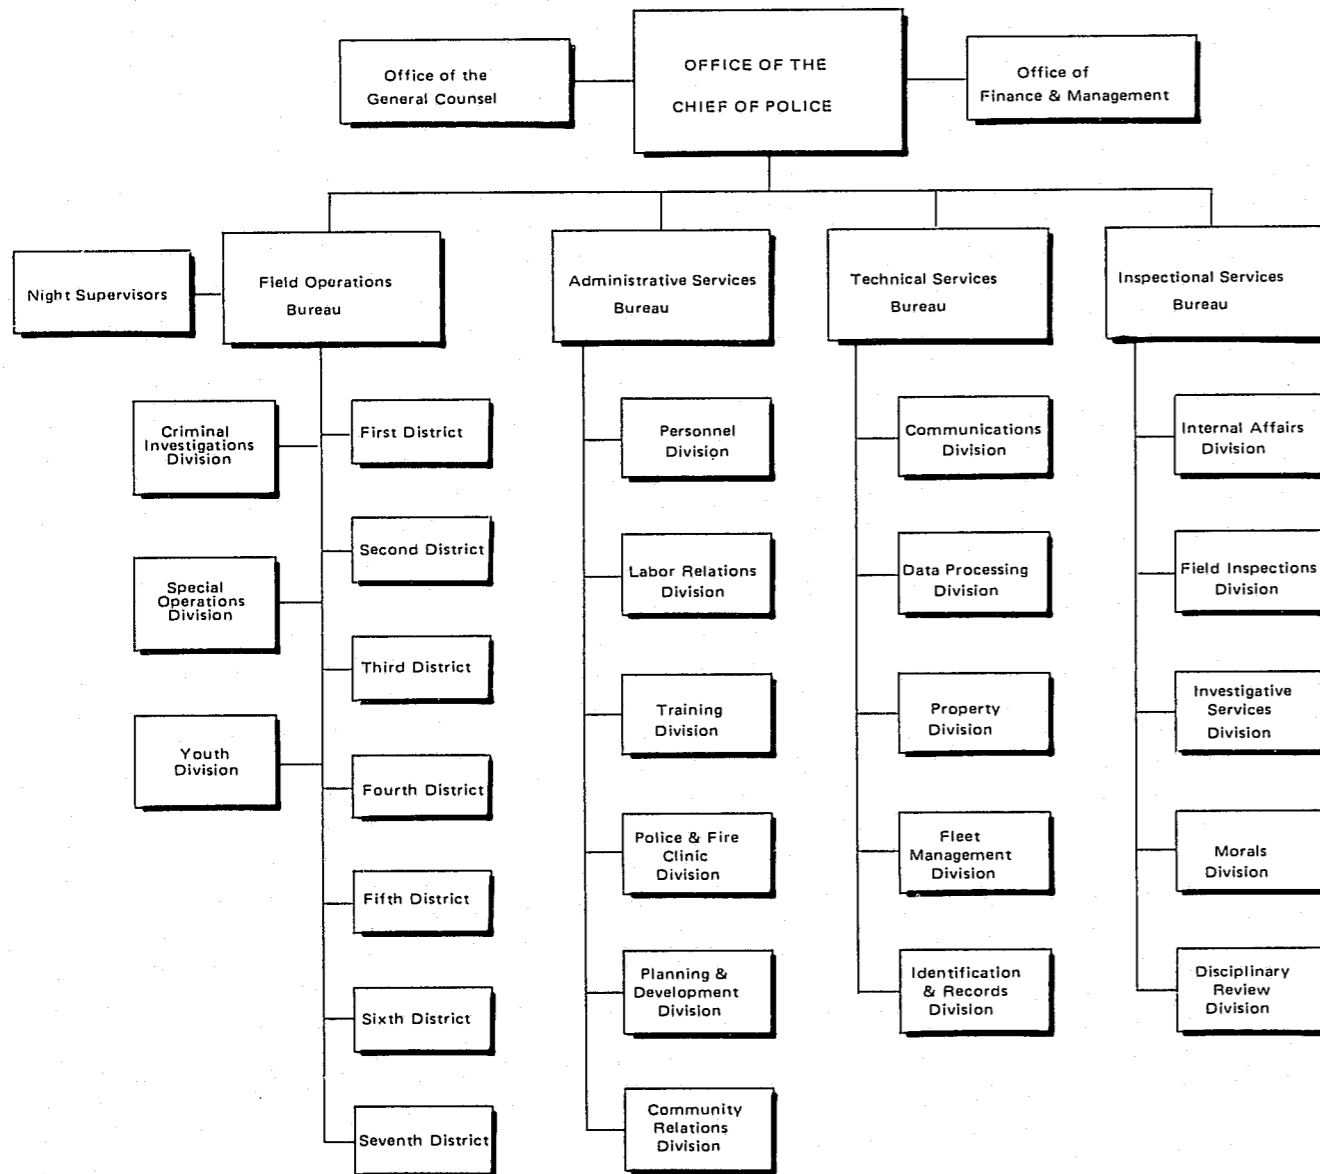 OFFICE OF THE
CHIEF OF POLICE
Office of the
General Counsel
Office of
Finance & Management
Night Supervisors
Field Operations
Bureau
Administrative Services
Bureau
Technical Services
Bureau
Inspectional Services
Bureau
Criminal
Investigations
Division
Special
Operations
Division
Youth
Division
First District
Second District
Third District
Fourth District
Fifth District
Sixth District
Seventh District
Personnel
Division
Labor Relations
Division
Training
Division
Police & Fire
Clinic
Division
Planning &
Development
Division
Community
Relations
Division
Communications
Division
Data Processing
Division
Property
Division
Fleet
Management
Division
Identification
& Records
Division
Internal Affairs
Division
Field Inspections
Division
Investigative
Services
Division
Morals
Division
Disciplinary
Review
Division